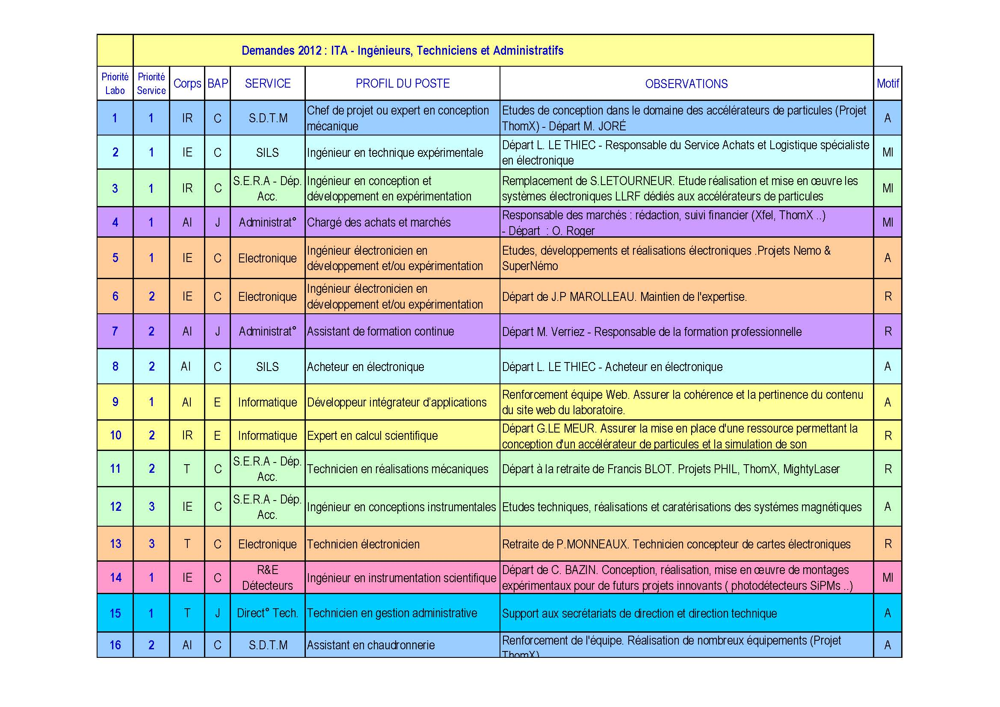 Demandes 2012 : ITA - Ingénieurs, Techniciens et Administratifs
Priorité Labo Priorité Service Corps BAP SERVICE PROFIL DU POSTE OBSERVATIONS Motif
1 1 IR C S.D.T.M Chef de projet ou expert en conception mécanique Etudes de conception dans le domaine des accélérateurs de particules (Projet ThomX) - Départ M. JORÉ A
2 1 IE C SILS Ingénieur en technique expérimentale Départ L. LE THIEC - Responsable du Service Achats et Logistique spécialiste en électronique MI
3 1 IR C S.E.R.A - Dép. Acc. Ingénieur en conception et développement en expérimentation Remplacement de S.LETOURNEUR. Etude réalisation et mise en œuvre les systèmes électroniques LLRF dédiés aux accélérateurs de particules MI
4 1 AI J Administrat° Chargé des achats et marchés Responsable des marchés : rédaction, suivi financier (Xfel, ThomX ..) - Départ : O. Roger MI
5 1 IE C Electronique Ingénieur électronicien en développement et/ou expérimentation Etudes, développements et réalisations électroniques .Projets Nemo & SuperNémo A
6 2 IE C Electronique Ingénieur électronicien en développement et/ou expérimentation Départ de J.P MAROLLEAU. Maintien de l'expertise. R
7 2 AI J Administrat° Assistant de formation continue Départ M. Verriez - Responsable de la formation professionnelle R
8 2 AI C SILS Acheteur en électronique Départ L. LE THIEC - Acheteur en électronique A
9 1 AI E Informatique Développeur intégrateur d’applications Renforcement équipe Web. Assurer la cohérence et la pertinence du contenu du site web du laboratoire. A
10 2 IR E Informatique Expert en calcul scientifique Départ G.LE MEUR. Assurer la mise en place d'une ressource permettant la conception d'un accélérateur de particules et la simulation de son R
11 2 T C S.E.R.A - Dép. Acc. Technicien en réalisations mécaniques Départ à la retraite de Francis BLOT. Projets PHIL, ThomX, MightyLaser R
12 3 IE C S.E.R.A - Dép. Acc. Ingénieur en conceptions instrumentales Etudes techniques, réalisations et caratérisations des systémes magnétiques A
13 3 T C Electronique Technicien électronicien Retraite de P.MONNEAUX. Technicien concepteur de cartes électroniques R
14 1 IE C R&E Détecteurs Ingénieur en instrumentation scientifique Départ de C. BAZIN. Conception, réalisation, mise en œuvre de montages expérimentaux pour de futurs projets innovants ( photodétecteurs SiPMs ..) MI
15 1 T J Direct° Tech. Technicien en gestion administrative Support aux secrétariats de direction et direction technique A
16 2 AI C S.D.T.M Assistant en chaudronnerie Renforcement de l'équipe. Réalisation de nombreux équipements (Projet ThomX) A